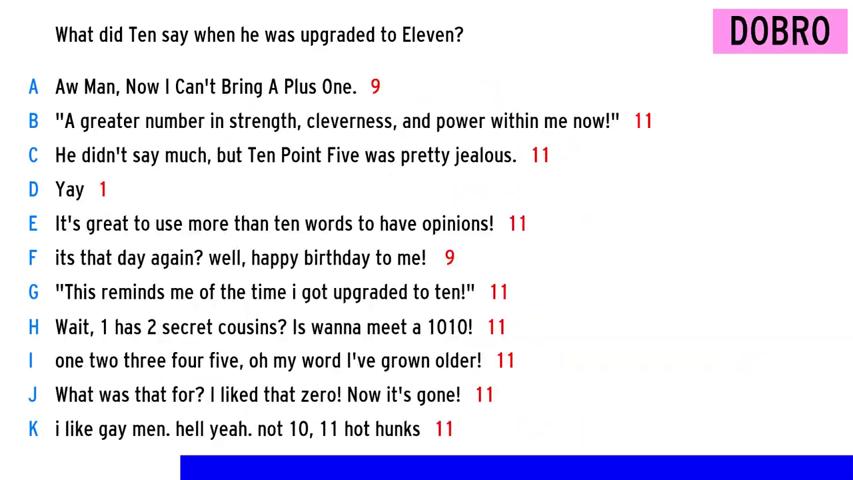 What did Ten say when he was upgraded to Eleven?
DOBRO
A Aw Man, Now I Can't Bring A Plus One. 9
B "A greater number in strength, cleverness, and power within me now!" 11
C He didn't say much, but Ten Point Five was pretty jealous. 11
D Yay 1
E It's great to use more than ten words to have opinions! 11
F its that day again? well, happy birthday to me! 9
G "This reminds me of the time i got upgraded to ten!" 11
H Wait, 1 has 2 secret cousins? Is wanna meet a 1010! 11
I one two three four five, oh my word I've grown older! 11
J What was that for? I liked that zero! Now it's gone! 11
K i like gay men. hell yeah. not 10, 11 hot hunks 11